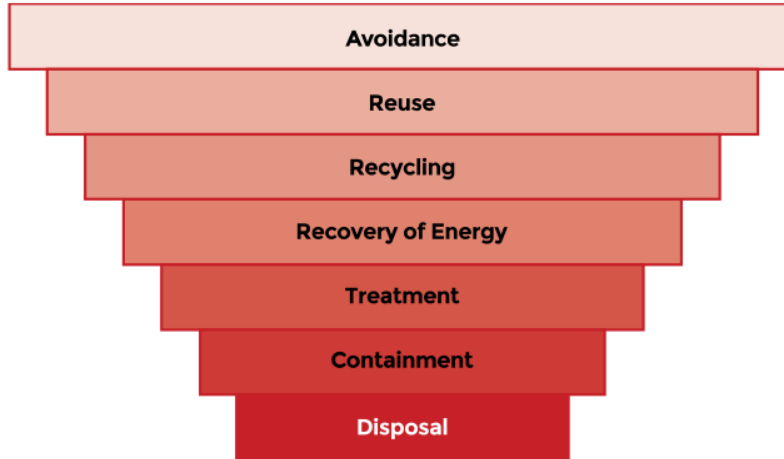 Avoidance
Reuse
Recycling
Recovery of Energy
Treatment
Containment
Disposal